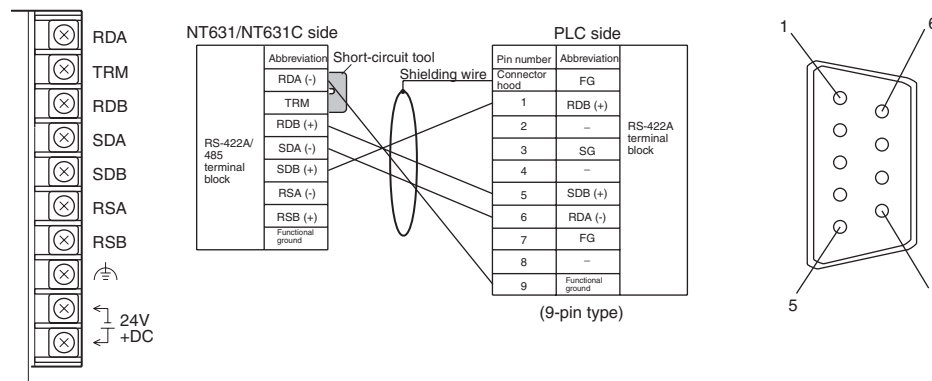 RDA
TRM
RDB
SDA
SDB
RSA
RSB
24V
+DC
NT631/NT631C side
Abbreviation
RDA (-)
TRM
RDB (+)
SDA (-)
SDB (+)
RSA (-)
RSB (+)
Functional
ground
RS-422A/
485
terminal
block
Short-circuit tool
Shielding wire
PLC side
Pin number Abbreviation
Connector
hood FG
1 RDB (+)
2 –
3 SG
4 –
5 SDB (+)
6 RDA (-)
7 FG
8 –
9 Functional
ground
RS-422A
terminal
block
(9-pin type)
1
6
5